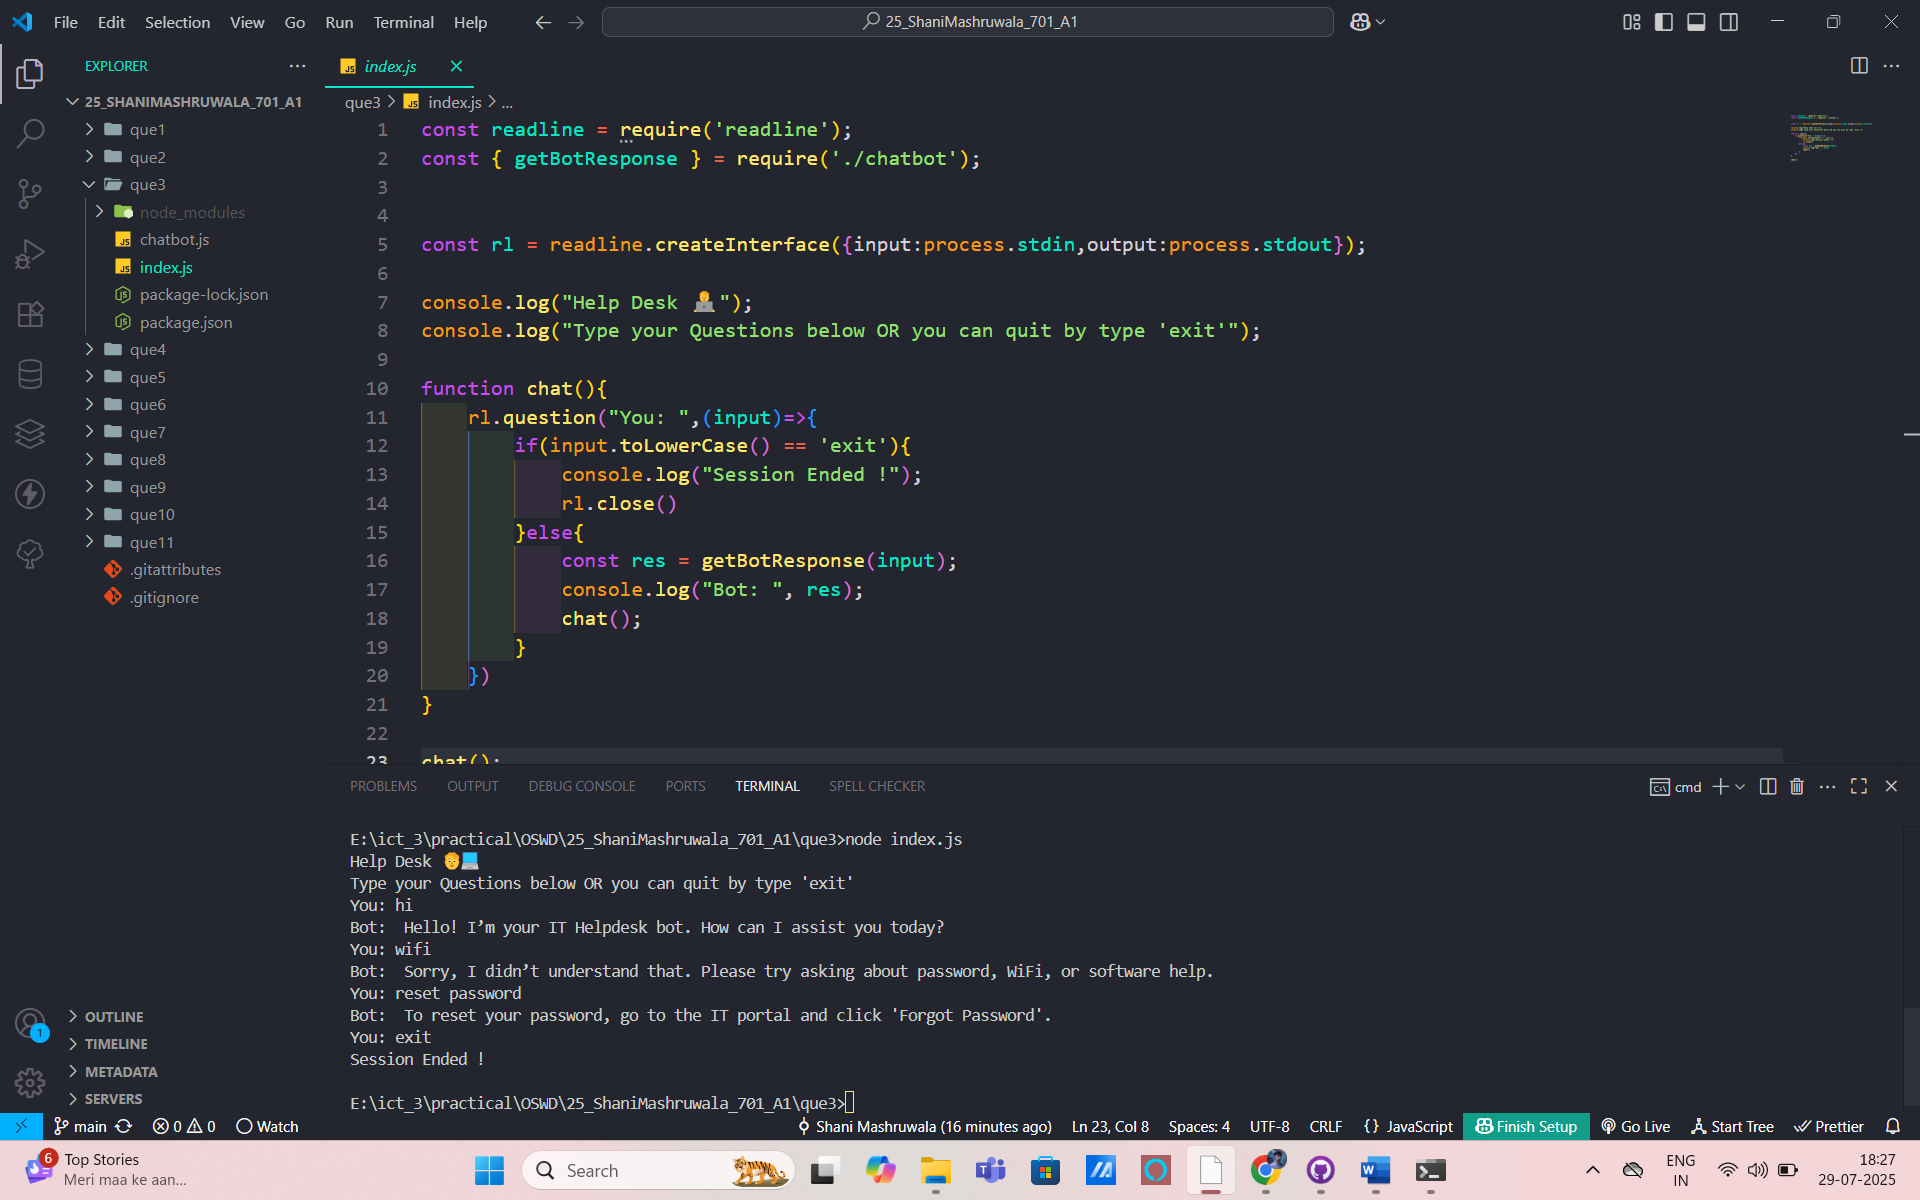 File Edit Selection View Go Run Terminal Help
25_ShaniMashruwala_701_A1
EXPLORER
25_SHANIMASHRUWALA_701_A1
que1
que2
que3
node_modules
chatbot.js
index.js
package-lock.json
package.json
que4
que5
que6
que7
que8
que9
que10
que11
.gitattributes
.gitignore
OUTLINE
TIMELINE
METADATA
SERVERS
1
JS index.js
que3 > JS index.js > ...
1 const readline = require('readline');
2 const { getBotResponse } = require('./chatbot');
3
4
5 const rl = readline.createInterface({input:process.stdin,output:process.stdout});
6
7 console.log("Help Desk 🧑‍💻");
8 console.log("Type your Questions below OR you can quit by type 'exit'");
9
10 function chat(){
11 rl.question("You: ",(input)=>{
12 if(input.toLowerCase() == 'exit'){
13 console.log("Session Ended !");
14 rl.close()
15 }else{
16 const res = getBotResponse(input);
17 console.log("Bot: ", res);
18 chat();
19 }
20 })
21 }
22
23 chat();
PROBLEMS OUTPUT DEBUG CONSOLE PORTS TERMINAL SPELL CHECKER
cmd
E:\ict_3\practical\OSWD\25_ShaniMashruwala_701_A1\que3>node index.js
Help Desk 🧑💻
Type your Questions below OR you can quit by type 'exit'
You: hi
Bot:  Hello! I’m your IT Helpdesk bot. How can I assist you today?
You: wifi
Bot:  Sorry, I didn’t understand that. Please try asking about password, WiFi, or software help.
You: reset password
Bot:  To reset your password, go to the IT portal and click 'Forgot Password'.
You: exit
Session Ended !
E:\ict_3\practical\OSWD\25_ShaniMashruwala_701_A1\que3>
main 0 0 Watch Shani Mashruwala (16 minutes ago) Ln 23, Col 8 Spaces: 4 UTF-8 CRLF {} JavaScript Finish Setup Go Live Start Tree Prettier
6
Top Stories
Meri maa ke aan...
Search
ENG
IN
18:27
29-07-2025